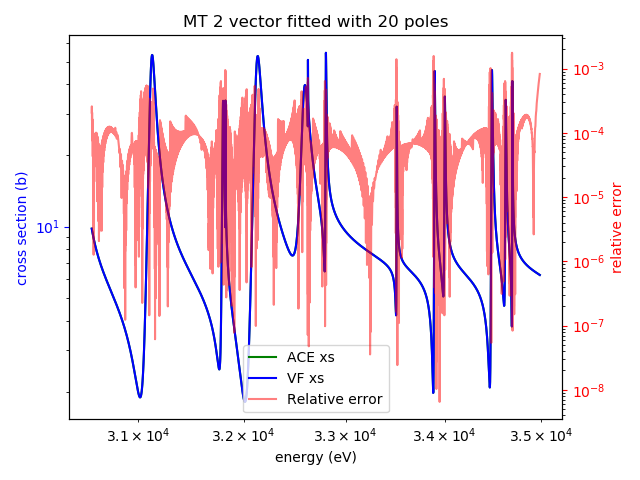 MT 2 vector fitted with 20 poles
cross section (b)
10¹
ACE xs
VF xs
Relative error
10⁻³
10⁻⁴
10⁻⁵
10⁻⁶
10⁻⁷
10⁻⁸
relative error
3.1 × 10⁴ 3.2 × 10⁴ 3.3 × 10⁴ 3.4 × 10⁴ 3.5 × 10⁴
energy (eV)